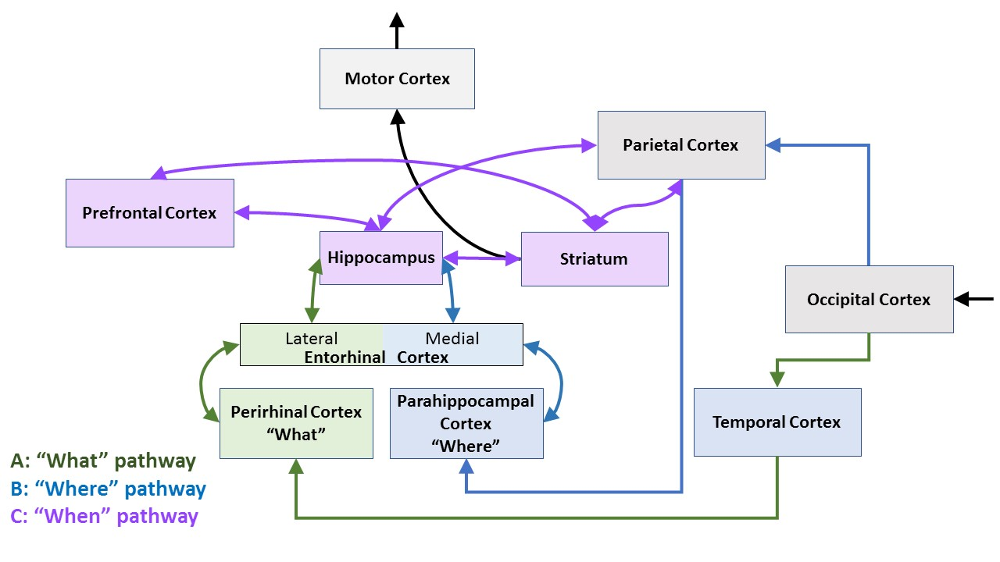 Motor Cortex
Parietal Cortex
Prefrontal Cortex
Hippocampus
Striatum
Occipital Cortex
Lateral Medial
Entorhinal Cortex
Perirhinal Cortex
“What”
Parahippocampal
Cortex
“Where”
Temporal Cortex
A: “What” pathway
B: “Where” pathway
C: “When” pathway